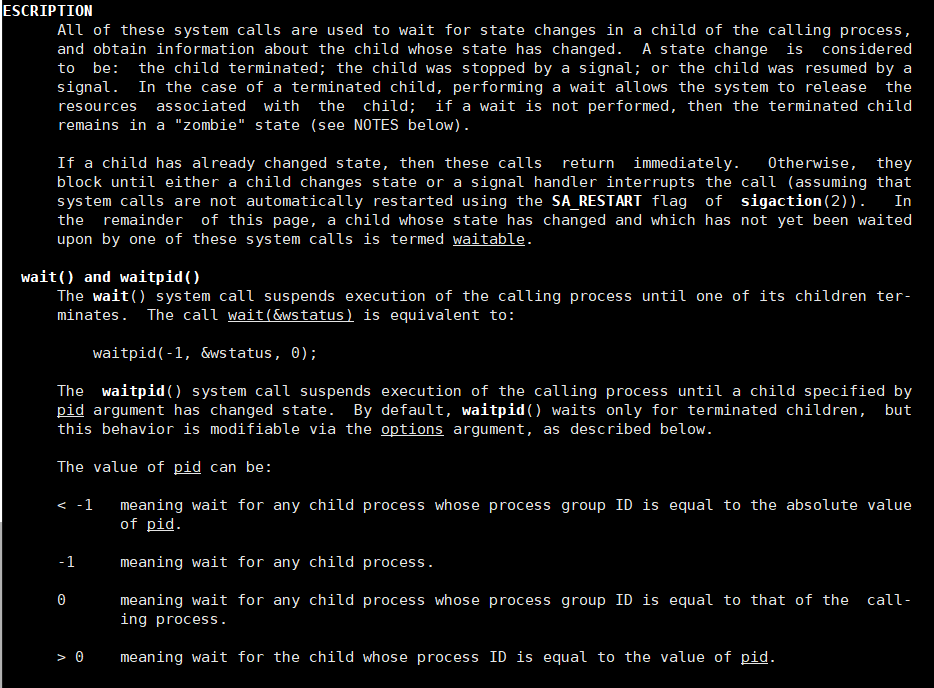 ESCRIPTION
All of these system calls are used to wait for state changes in a child of the calling process,
and obtain information about the child whose state has changed.  A state change  is  considered
to  be:  the child terminated; the child was stopped by a signal; or the child was resumed by a
signal.  In the case of a terminated child, performing a wait allows the system to release  the
resources  associated  with  the  child;  if a wait is not performed, then the terminated child
remains in a "zombie" state (see NOTES below).

If a child has already changed state, then these calls  return  immediately.   Otherwise,  they
block until either a child changes state or a signal handler interrupts the call (assuming that
system calls are not automatically restarted using the SA_RESTART flag  of  sigaction(2)).   In
the  remainder  of this page, a child whose state has changed and which has not yet been waited
upon by one of these system calls is termed waitable.

wait() and waitpid()
The wait() system call suspends execution of the calling process until one of its children ter-
minates.  The call wait(&wstatus) is equivalent to:

waitpid(-1, &wstatus, 0);

The  waitpid() system call suspends execution of the calling process until a child specified by
pid argument has changed state.  By default, waitpid() waits only for terminated children,  but
this behavior is modifiable via the options argument, as described below.

The value of pid can be:

< -1   meaning wait for any child process whose process group ID is equal to the absolute value
of pid.

-1     meaning wait for any child process.

0      meaning wait for any child process whose process group ID is equal to that of the  call-
ing process.

> 0    meaning wait for the child whose process ID is equal to the value of pid.